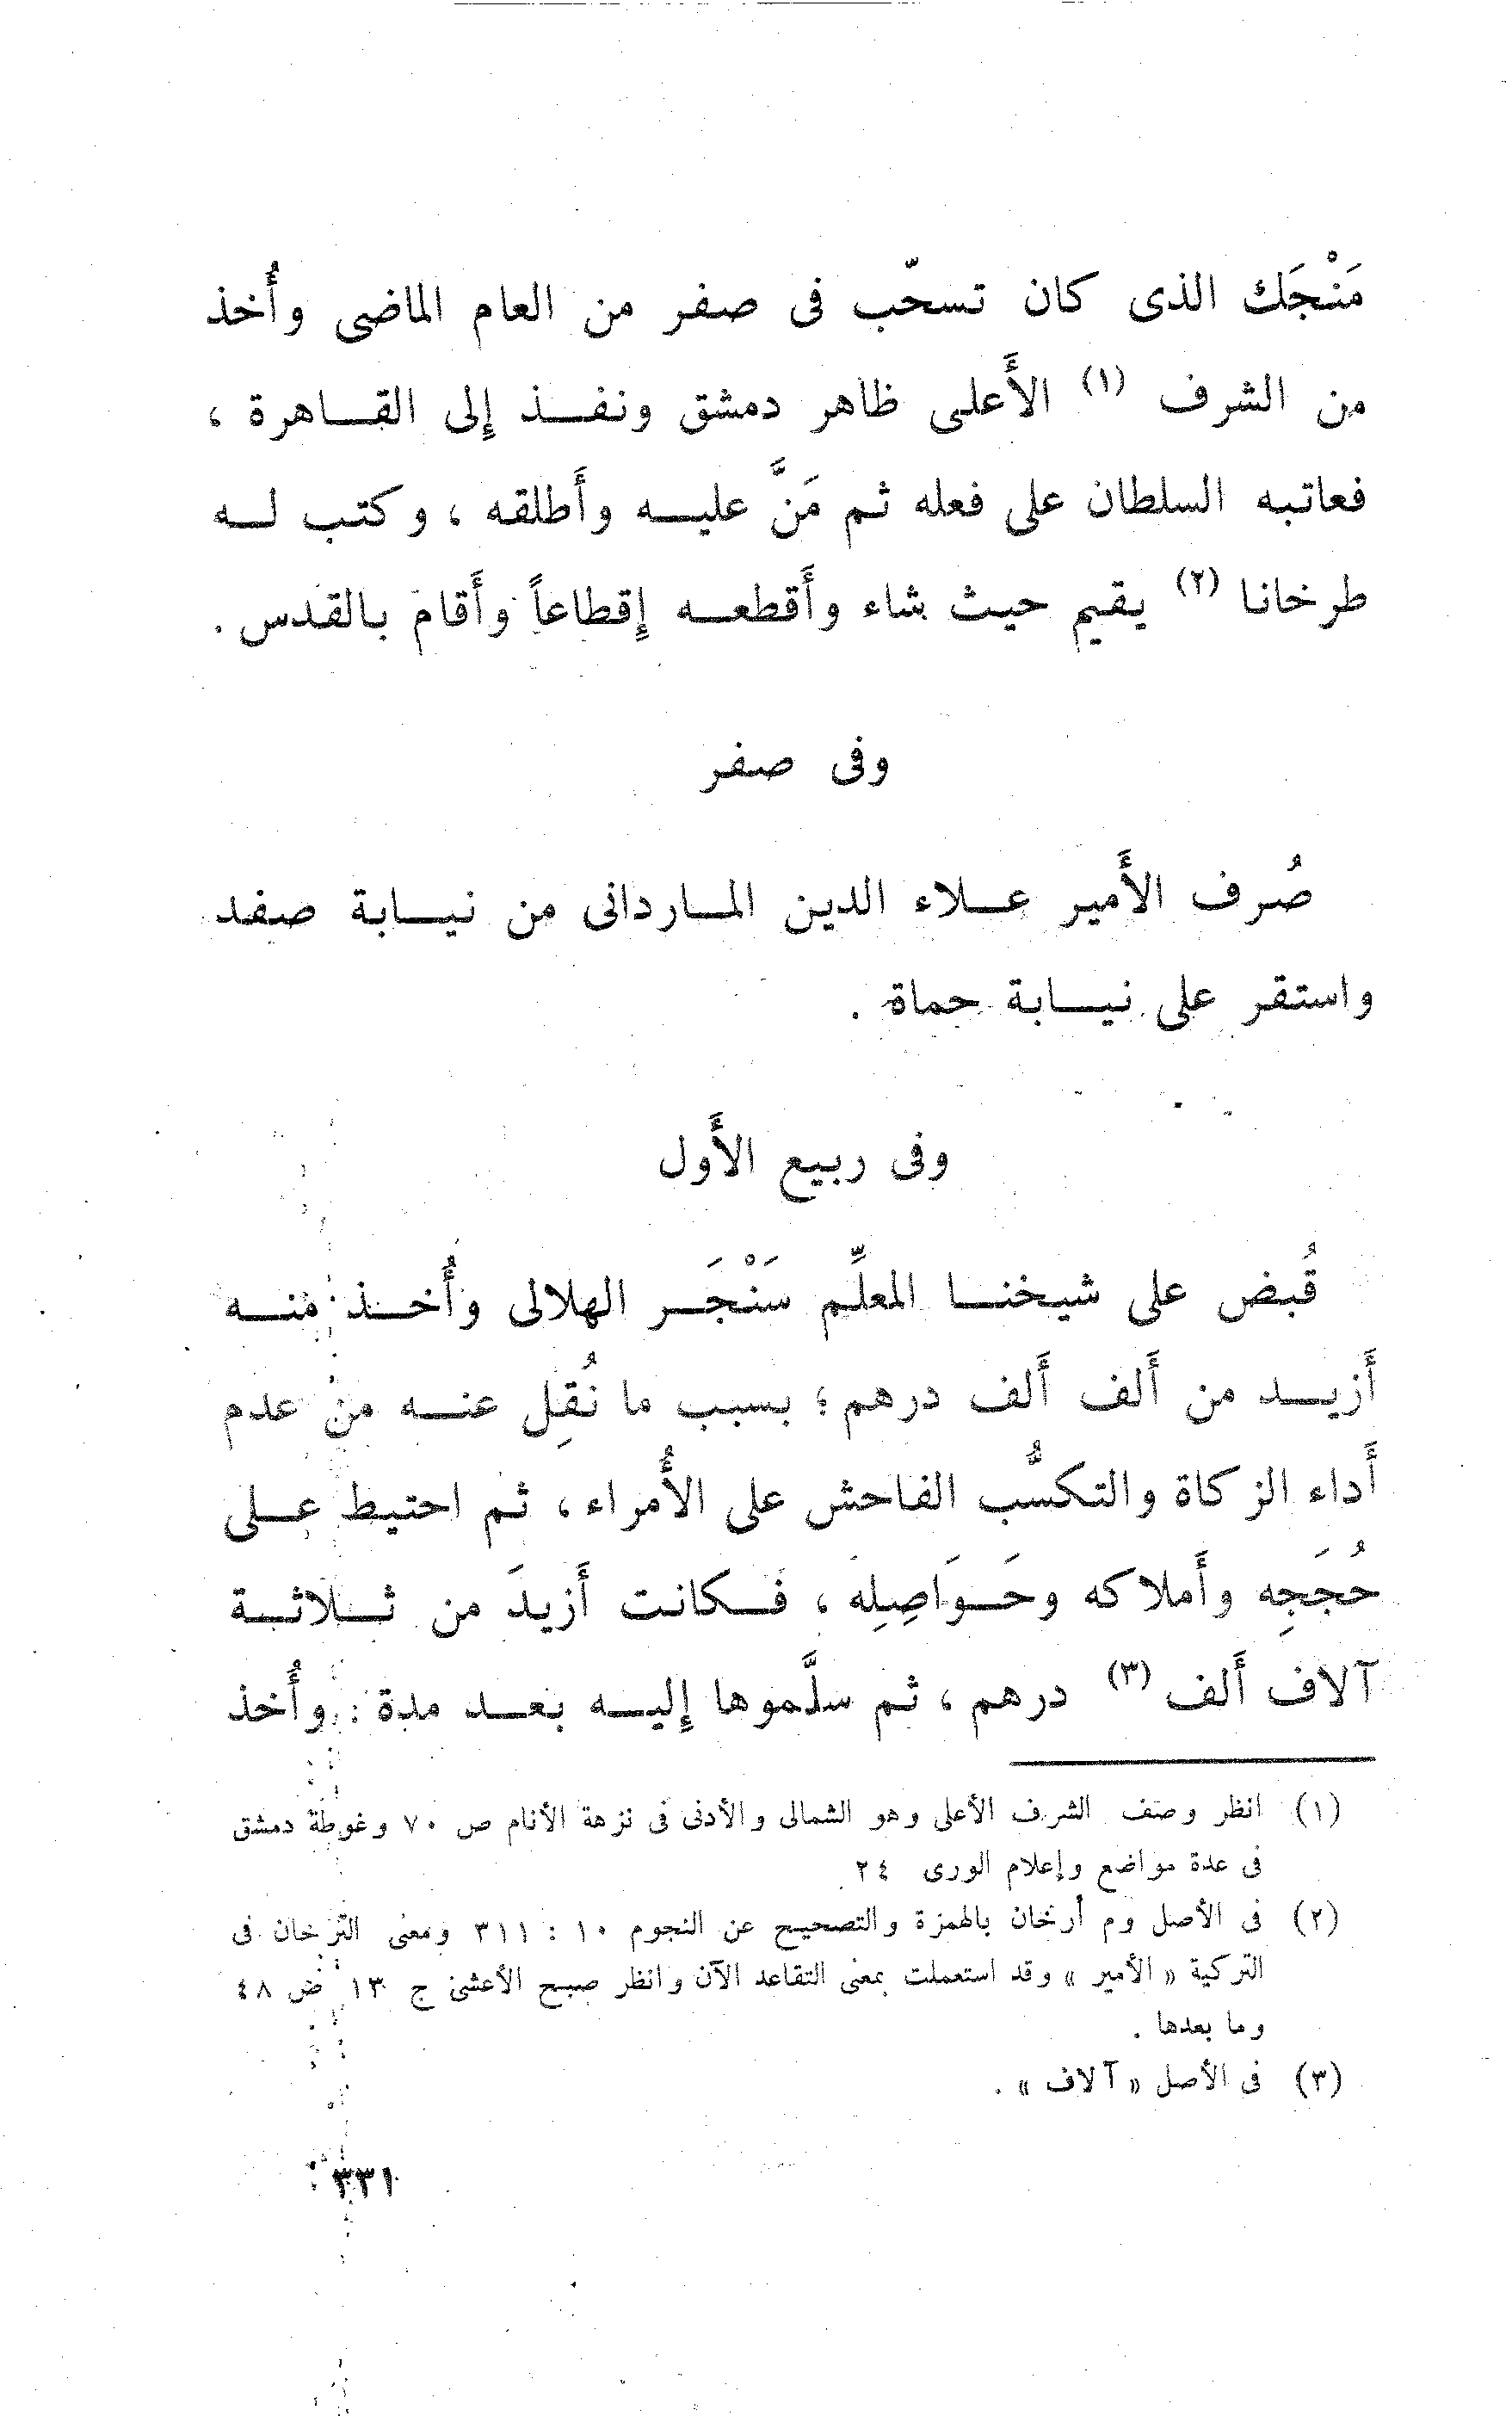 مَنْجَك الذى كان تسحّب فى صفر من العام الماضى وأُخذ
من الشرف (١) الأَعلى ظاهر دمشق ونفذ إلى القاهرة ،
فعاتبه السلطان على فعله ثم مَنَّ عليه وأَطلقه ، وكتب له
طرخانا (٢) يقيم حيث شاء وأَقطعه إِقطاعاً وأَقام بالقدس .
وفى صفر
صُرف الأَمير علاء الدين الماردانى من نيابة صفد
واستقر على نيابة حماة .
وفى ربيع الأَول
قُبض على شيخنا المعلِّم سَنْجَر الهلالى وأُخذ منه
أَزيد من أَلف أَلف درهم ؛ بسبب ما نُقِل عنه من عدم
أَداء الزكاة والتكسُّب الفاحش على الأُمراء ، ثم احتيط على
حُجَجِه وأَملاكه وحَوَاصِلِه ، فكانت أَزيدَ من ثلاثة
آلاف أَلف (٣) درهم ، ثم سلَّموها إِليه بعد مدة : وأُخذ
(١) انظر وصف الشرف الأعلى وهو الشمالى والأدنى فى نزهة الأنام ص ٧٠ وغوطة دمشق
فى عدة مواضع وإعلام الورى ٢٤
(٢) فى الأصل وم أرخان بالهمزة والتصحيح عن النجوم ١٠ : ٣١١ ومعنى الترخان فى
التركية « الأمير » وقد استعملت بمعنى التقاعد الآن وانظر صبح الأعشى ج ١٣ ص ٤٨
وما بعدها .
(٣) فى الأصل « آلاف » .
٣٣١